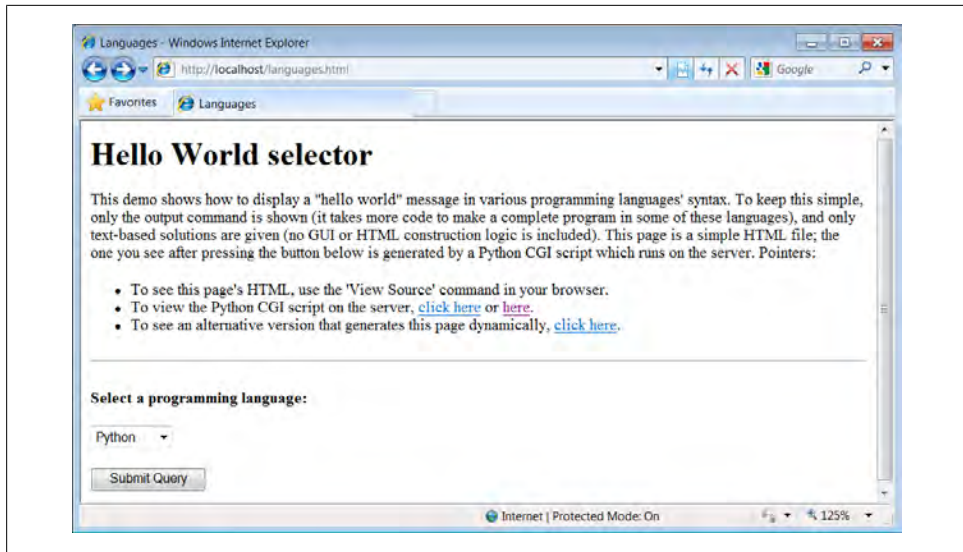 Languages - Windows Internet Explorer
http://localhost/languages.html
Google
Favorites
Languages
Hello World selector
This demo shows how to display a "hello world" message in various programming languages' syntax. To keep this simple,
only the output command is shown (it takes more code to make a complete program in some of these languages), and only
text-based solutions are given (no GUI or HTML construction logic is included). This page is a simple HTML file; the
one you see after pressing the button below is generated by a Python CGI script which runs on the server. Pointers:
• To see this page's HTML, use the 'View Source' command in your browser.
• To view the Python CGI script on the server, click here or here.
• To see an alternative version that generates this page dynamically, click here.
Select a programming language:
Python
Submit Query
Internet | Protected Mode: On
125%